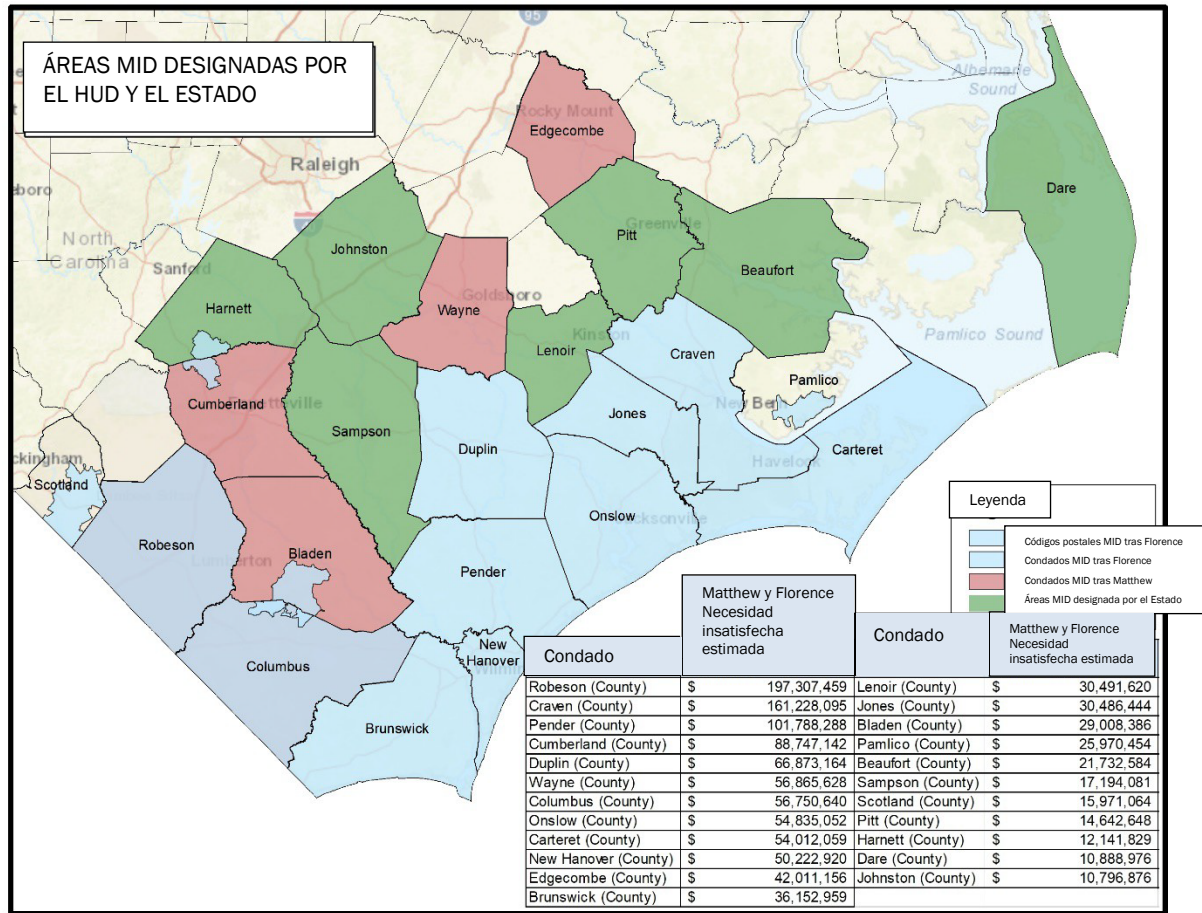 ÁREAS MID DESIGNADAS POR
EL HUD Y EL ESTADO
95
Albemarle
Sound
Rocky Mount
Edgecombe
Raleigh
Dare
boro
North
Carolina
Sanford
Johnston
Greenville
Pitt
Beaufort
Harnett
Goldsboro
Wayne
Kinston
Lenoir
Craven
Pamlico Sound
Pamlico
Cumberland
Fayetteville
Sampson
Jones
New Bern
Duplin
Carteret
Havelock
ckingham
Scotland
Onslow
Jacksonville
Robeson
Lumberton
Bladen
Pender
Columbus
New
Hanover
Brunswick
Leyenda
Códigos postales MID tras Florence
Condados MID tras Florence
Condados MID tras Matthew
Áreas MID designada por el Estado
Condado
Matthew y Florence
Necesidad
insatisfecha
estimada
Condado
Matthew y Florence
Necesidad
insatisfecha estimada
Robeson (County) $ 197,307,459 Lenoir (County) $ 30,491,620
Craven (County) $ 161,228,095 Jones (County) $ 30,486,444
Pender (County) $ 101,788,288 Bladen (County) $ 29,008,386
Cumberland (County) $ 88,747,142 Pamlico (County) $ 25,970,454
Duplin (County) $ 66,873,164 Beaufort (County) $ 21,732,584
Wayne (County) $ 56,865,628 Sampson (County) $ 17,194,081
Columbus (County) $ 56,750,640 Scotland (County) $ 15,971,064
Onslow (County) $ 54,835,052 Pitt (County) $ 14,642,648
Carteret (County) $ 54,012,059 Harnett (County) $ 12,141,829
New Hanover (County) $ 50,222,920 Dare (County) $ 10,888,976
Edgecombe (County) $ 42,011,156 Johnston (County) $ 10,796,876
Brunswick (County) $ 36,152,959